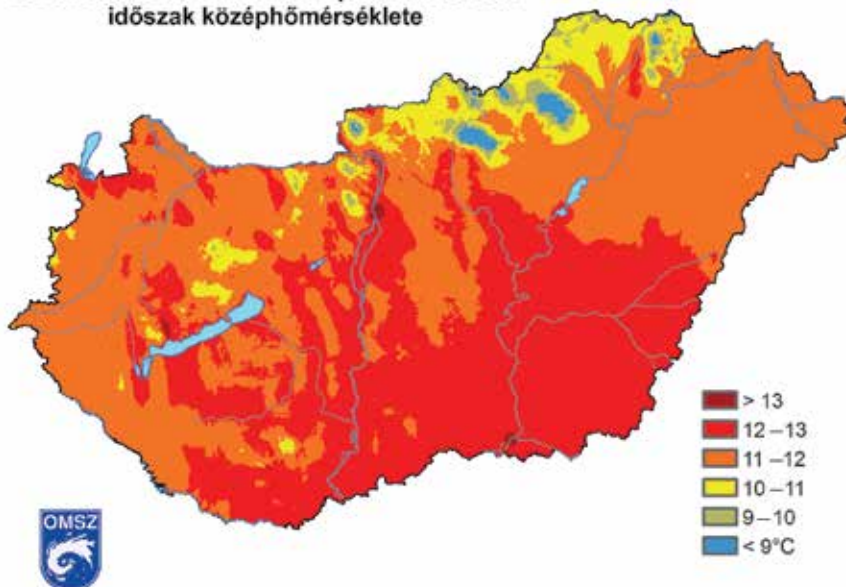 időszak középhőmérséklete
> 13
12 – 13
11 – 12
10 – 11
9 – 10
< 9°C
OMSZ